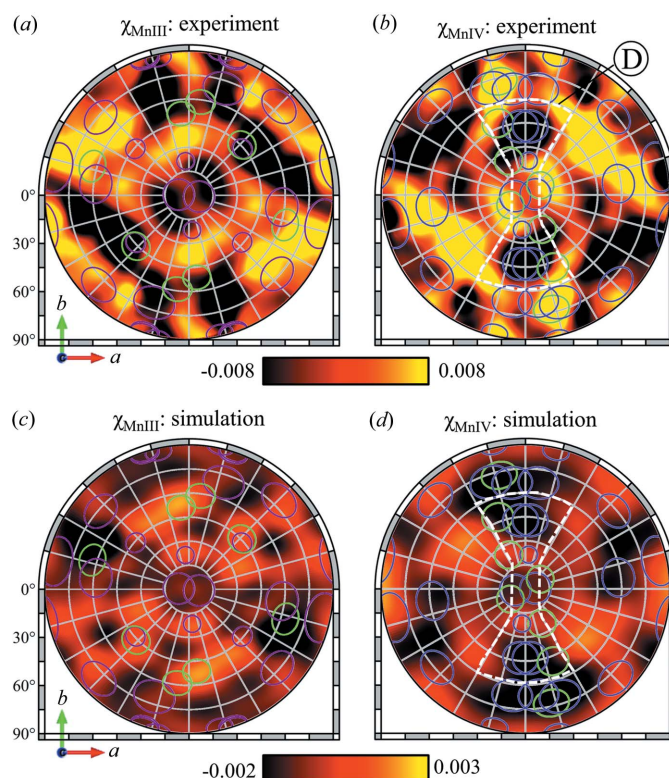 (a) χMnIII: experiment
(b) χMnIV: experiment
D
0°
30°
60°
90°
b
a
-0.008 0.008
(c) χMnIII: simulation
(d) χMnIV: simulation
0°
30°
60°
90°
b
a
-0.002 0.003